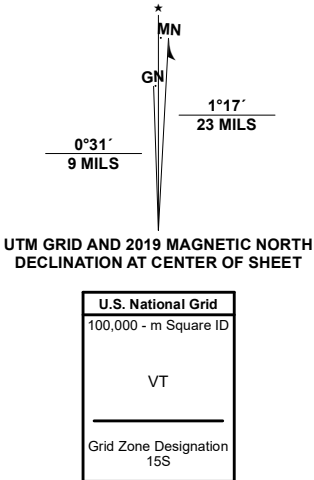 MN
GN
1°17´
23 MILS
0°31´
9 MILS
UTM GRID AND 2019 MAGNETIC NORTH
DECLINATION AT CENTER OF SHEET
U.S. National Grid
100,000 - m Square ID
VT
Grid Zone Designation
15S